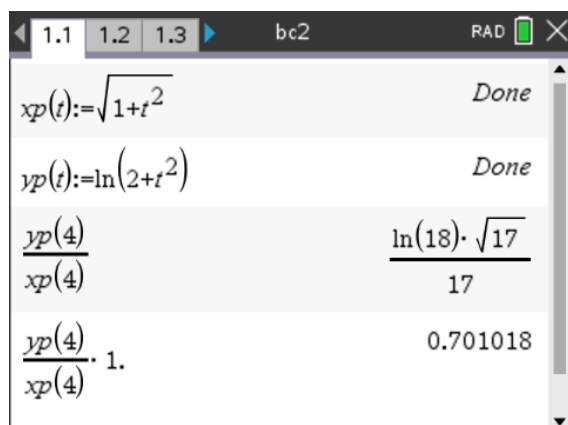 1.1 1.2 1.3 bc2 RAD
xp(t):=√(1+t²) Done
yp(t):=ln(2+t²) Done
yp(4)/xp(4) ln(18)·√17/17
yp(4)/xp(4) · 1. 0.701018